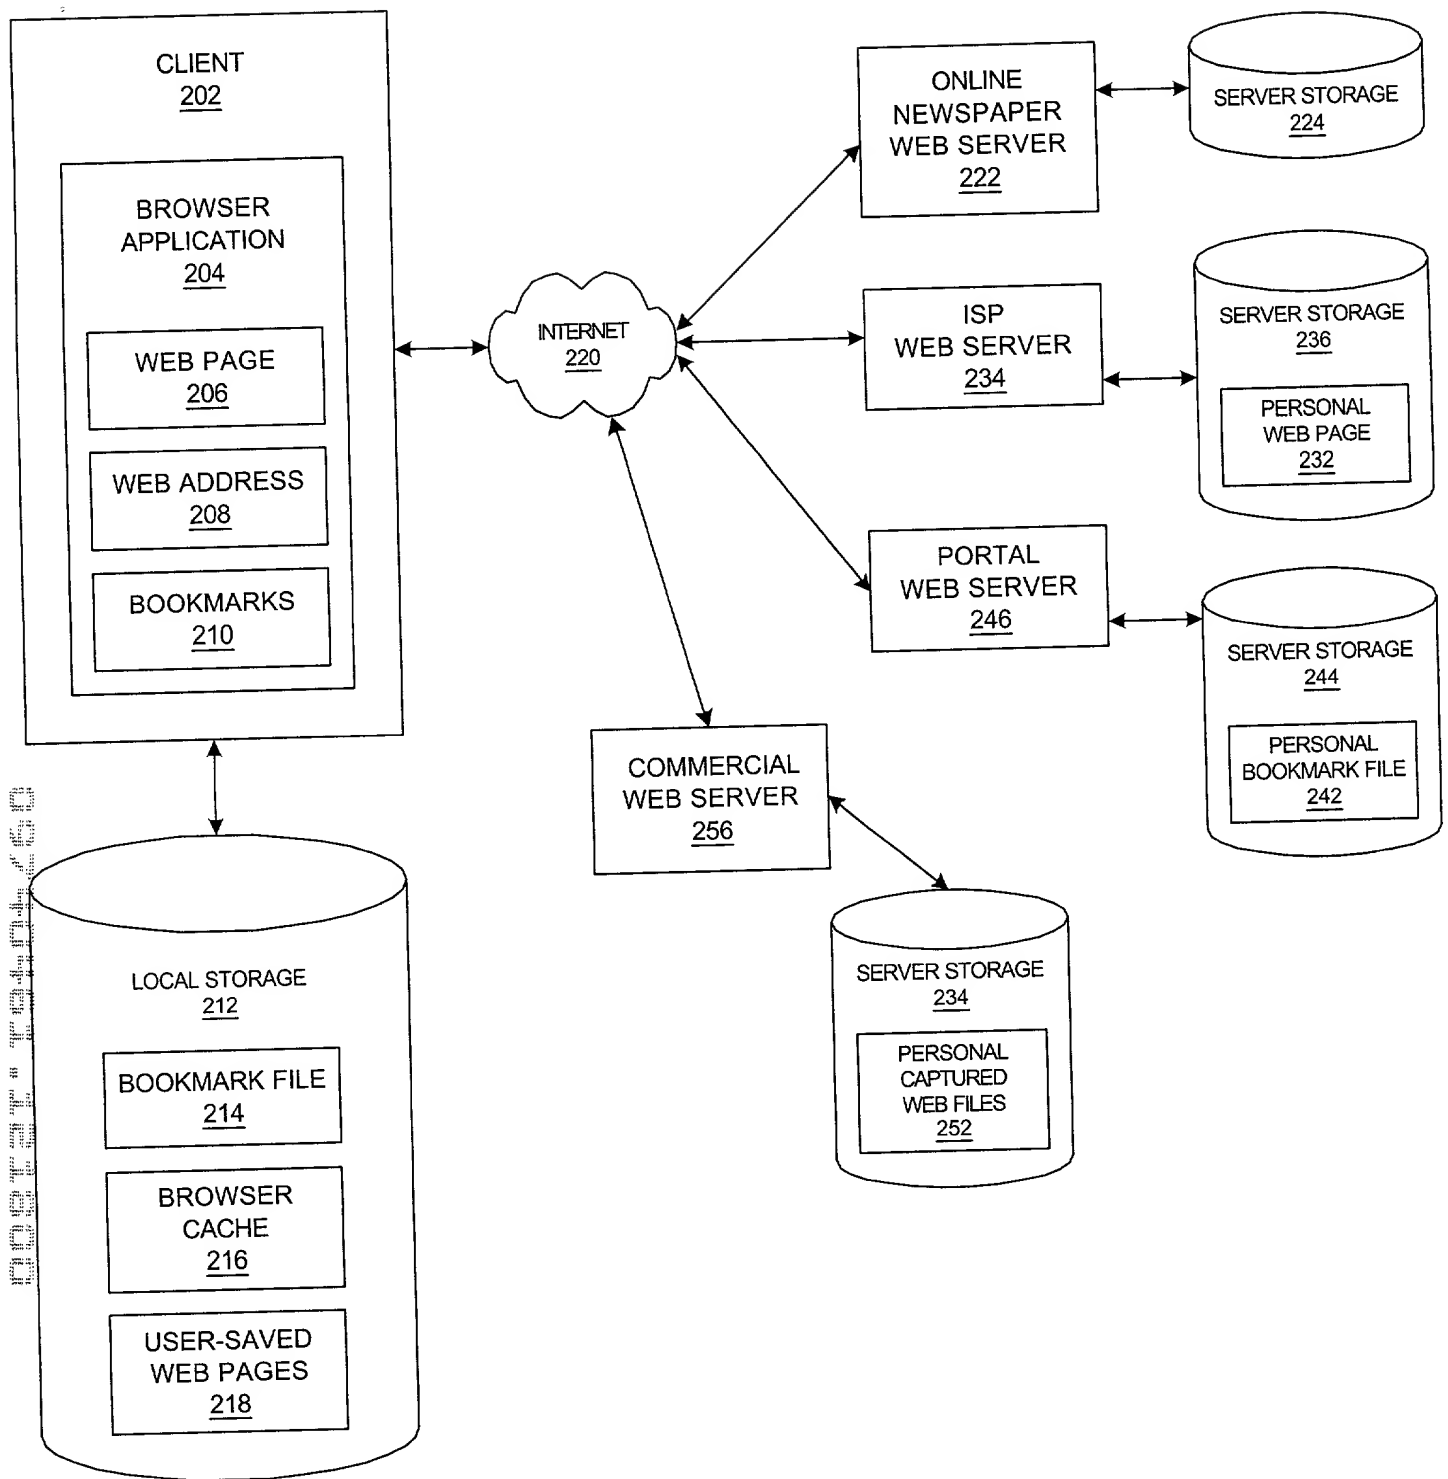 CLIENT
202
BROWSER
APPLICATION
204
WEB PAGE
206
WEB ADDRESS
208
BOOKMARKS
210
LOCAL STORAGE
212
BOOKMARK FILE
214
BROWSER
CACHE
216
USER-SAVED
WEB PAGES
218
INTERNET
220
ONLINE
NEWSPAPER
WEB SERVER
222
SERVER STORAGE
224
ISP
WEB SERVER
234
SERVER STORAGE
236
PERSONAL
WEB PAGE
232
PORTAL
WEB SERVER
246
SERVER STORAGE
244
PERSONAL
BOOKMARK FILE
242
COMMERCIAL
WEB SERVER
256
SERVER STORAGE
234
PERSONAL
CAPTURED
WEB FILES
252